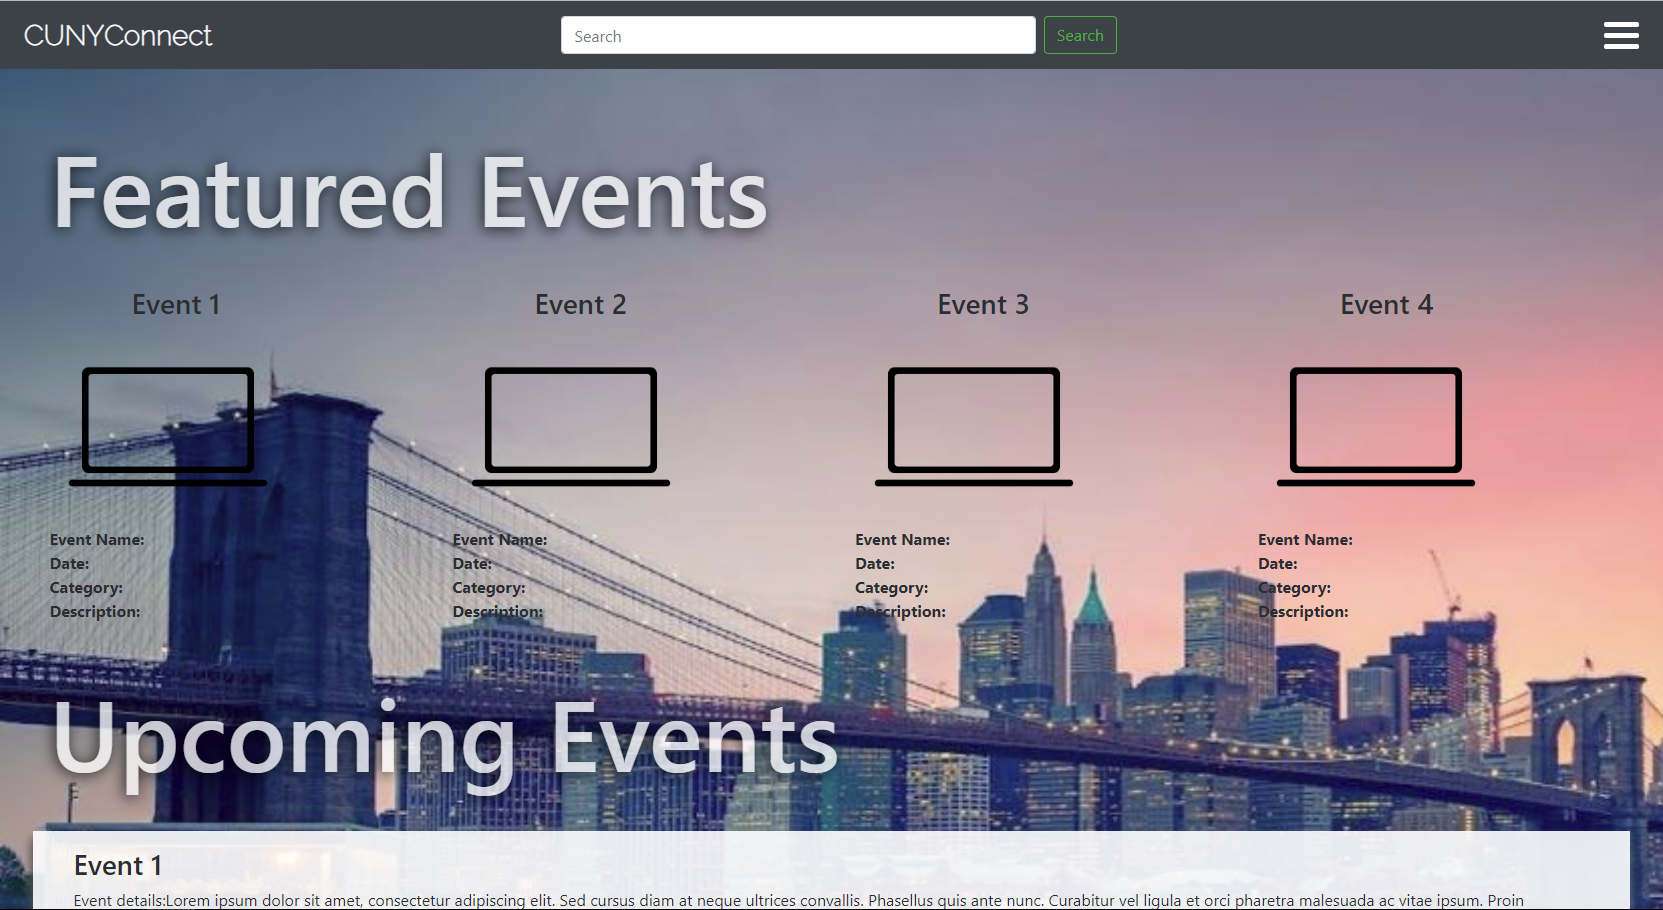 CUNYConnect
Search
Search
Featured Events
Event 1
Event 2
Event 3
Event 4
Event Name:
Date:
Category:
Description:
Event Name:
Date:
Category:
Description:
Event Name:
Date:
Category:
Description:
Event Name:
Date:
Category:
Description:
Upcoming Events
Event 1
Event details:Lorem ipsum dolor sit amet, consectetur adipiscing elit. Sed cursus diam at neque ultrices convallis. Phasellus quis ante nunc. Curabitur vel ligula et orci pharetra malesuada ac vitae ipsum. Proin